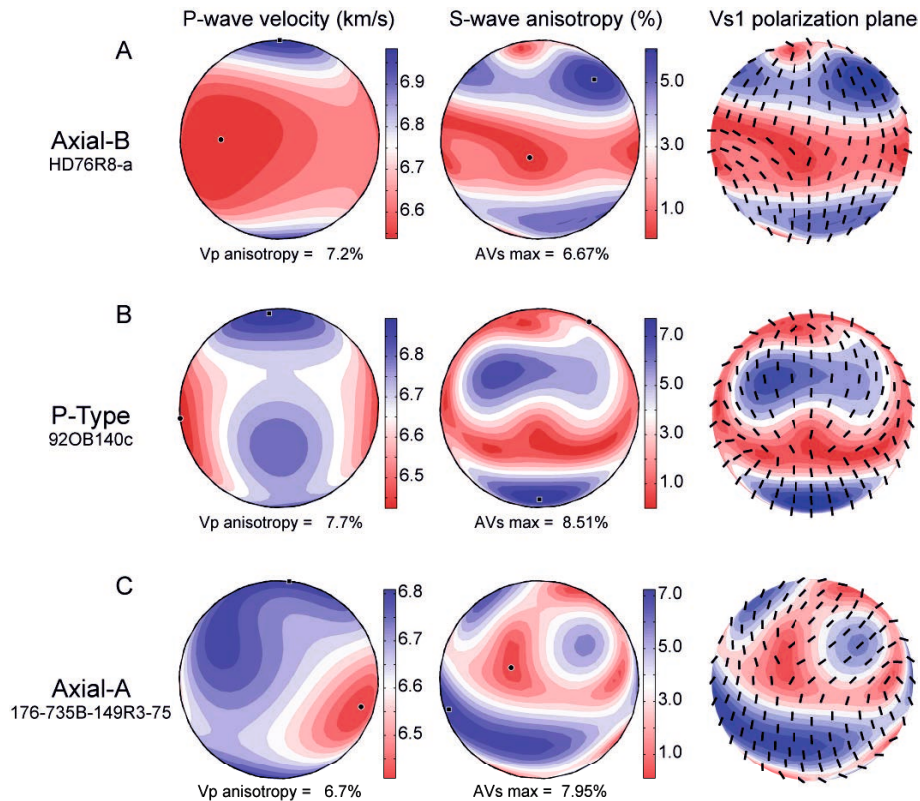 P-wave velocity (km/s)
S-wave anisotropy (%)
Vs1 polarization plane
A
Axial-B
HD76R8-a
6.9
6.8
6.7
6.6
Vp anisotropy = 7.2%
5.0
3.0
1.0
AVs max = 6.67%
B
P-Type
92OB140c
6.8
6.7
6.6
6.5
Vp anisotropy = 7.7%
7.0
5.0
3.0
1.0
AVs max = 8.51%
C
Axial-A
176-735B-149R3-75
6.8
6.7
6.6
6.5
Vp anisotropy = 6.7%
7.0
5.0
3.0
1.0
AVs max = 7.95%